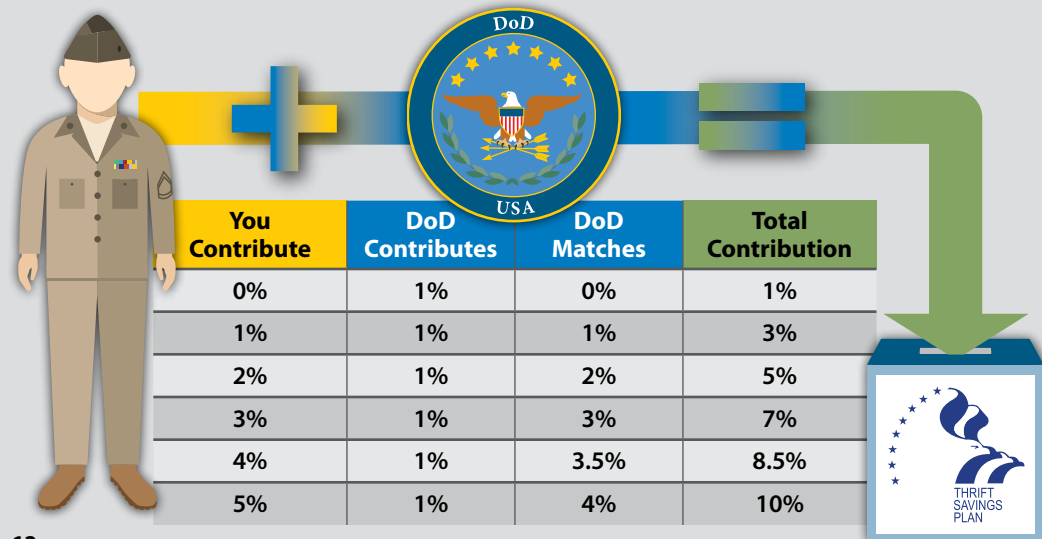 DoD
USA
You Contribute DoD Contributes DoD Matches Total Contribution
0% 1% 0% 1%
1% 1% 1% 3%
2% 1% 2% 5%
3% 1% 3% 7%
4% 1% 3.5% 8.5%
5% 1% 4% 10%
THRIFT
SAVINGS
PLAN